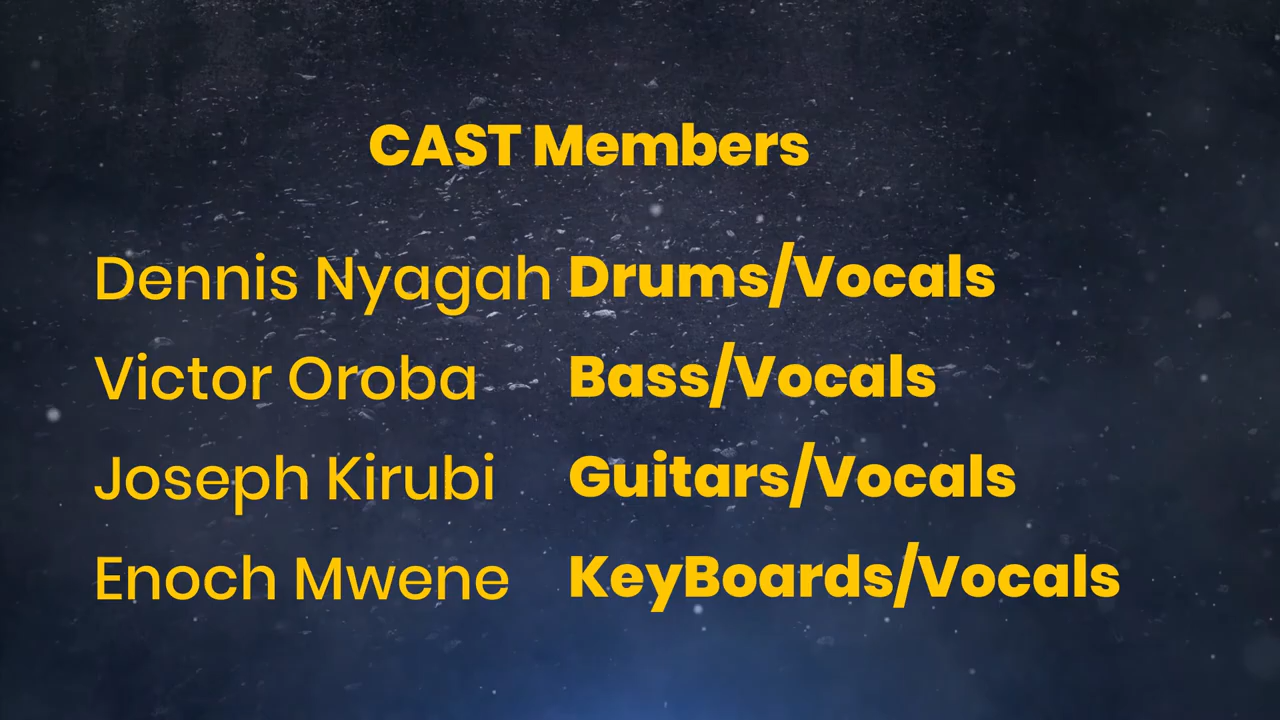 CAST Members
Dennis Nyagah Drums/Vocals
Victor Oroba Bass/Vocals
Joseph Kirubi Guitars/Vocals
Enoch Mwene KeyBoards/Vocals